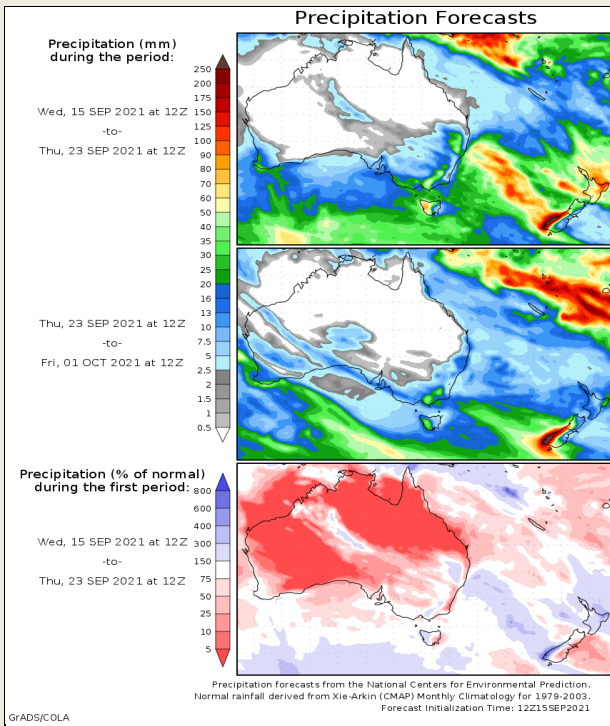 Precipitation Forecasts
Precipitation (mm)
during the period:
250
200
175
150
125
100
90
80
70
60
50
40
35
30
25
20
16
13
10
7.5
5
2.5
2
1.5
1
0.5
Wed, 15 SEP 2021 at 12Z
-to-
Thu, 23 SEP 2021 at 12Z
Thu, 23 SEP 2021 at 12Z
-to-
Fri, 01 OCT 2021 at 12Z
Precipitation (% of normal)
during the first period:
800
600
400
300
150
75
50
25
10
5
Wed, 15 SEP 2021 at 12Z
-to-
Thu, 23 SEP 2021 at 12Z
Precipitation forecasts from the National Centers for Environmental Prediction.
Normal rainfall derived from Xie-Arkin (CMAP) Monthly Climatology for 1979-2003.
Forecast Initialization Time: 12Z15SEP2021
GrADS/COLA